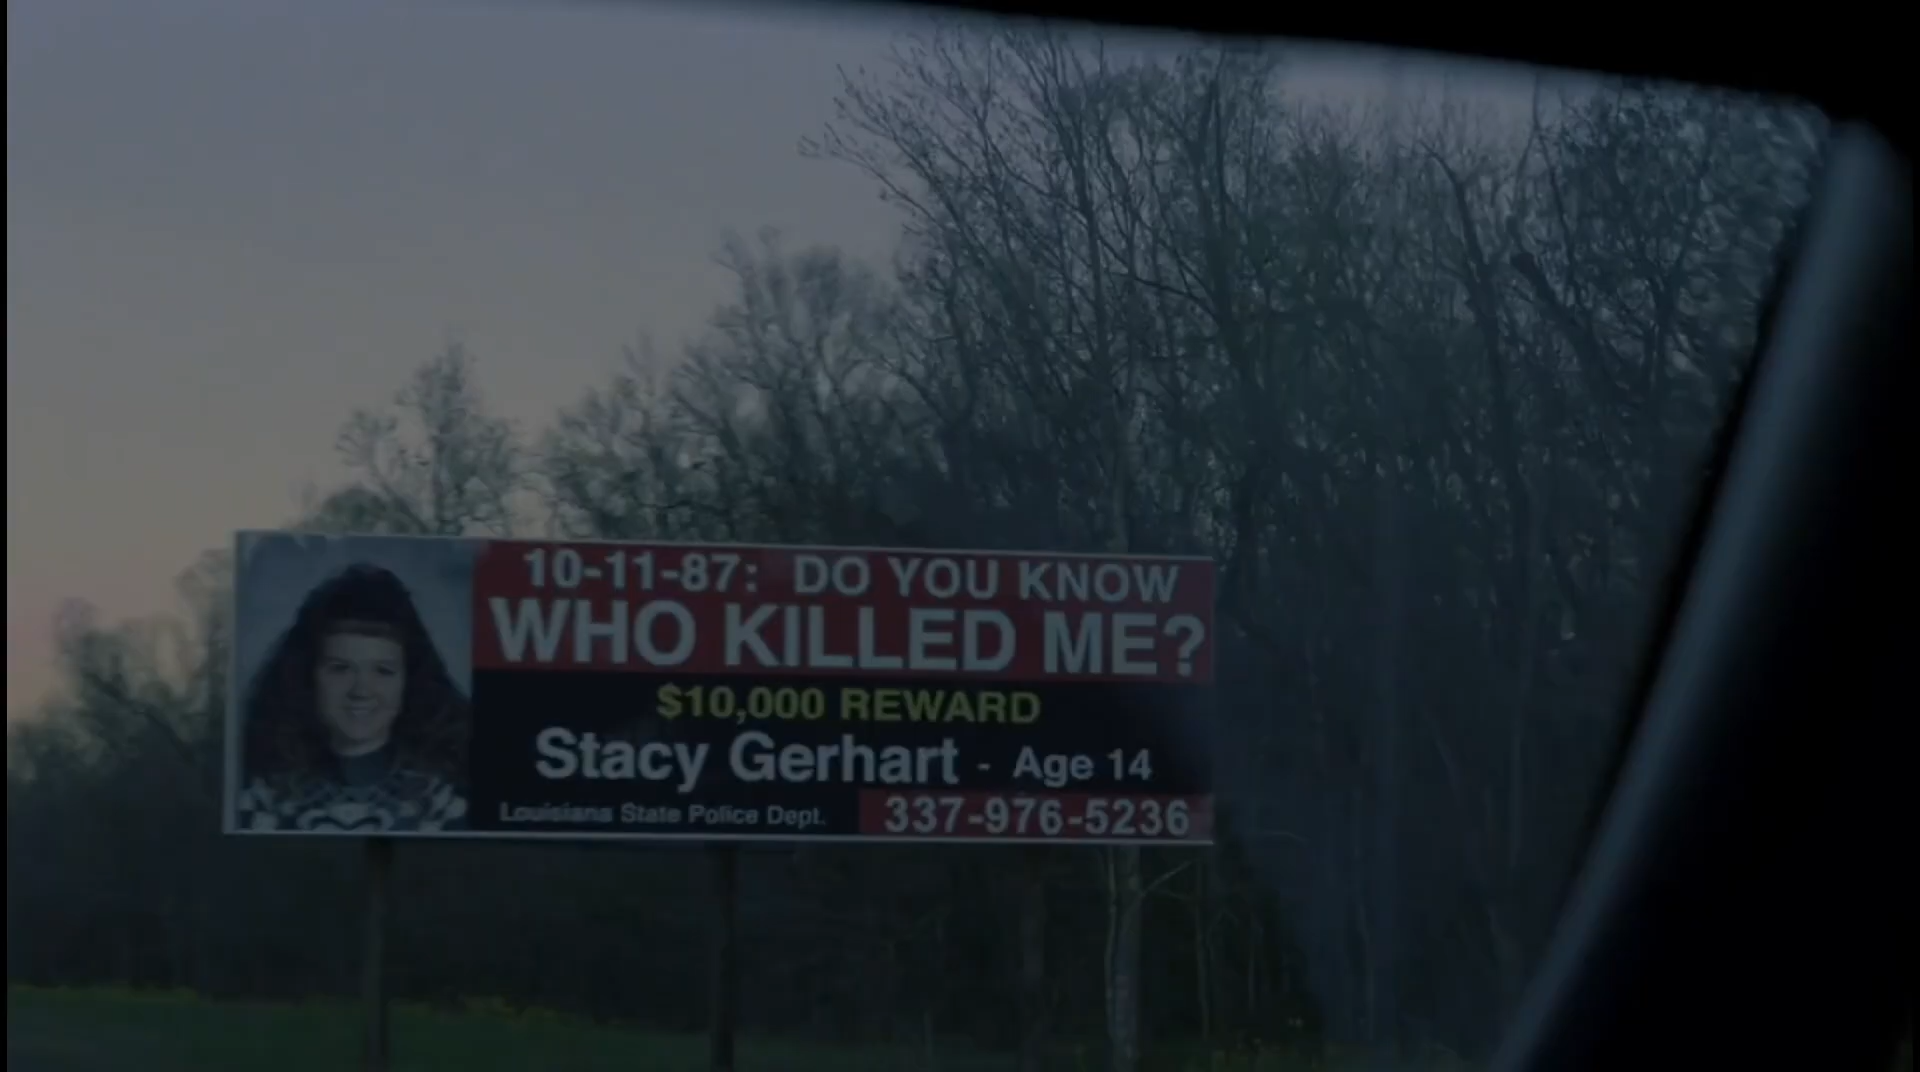 10-11-87: DO YOU KNOW
WHO KILLED ME?
$10,000 REWARD
Stacy Gerhart - Age 14
Louisiana State Police Dept. 337-976-5236